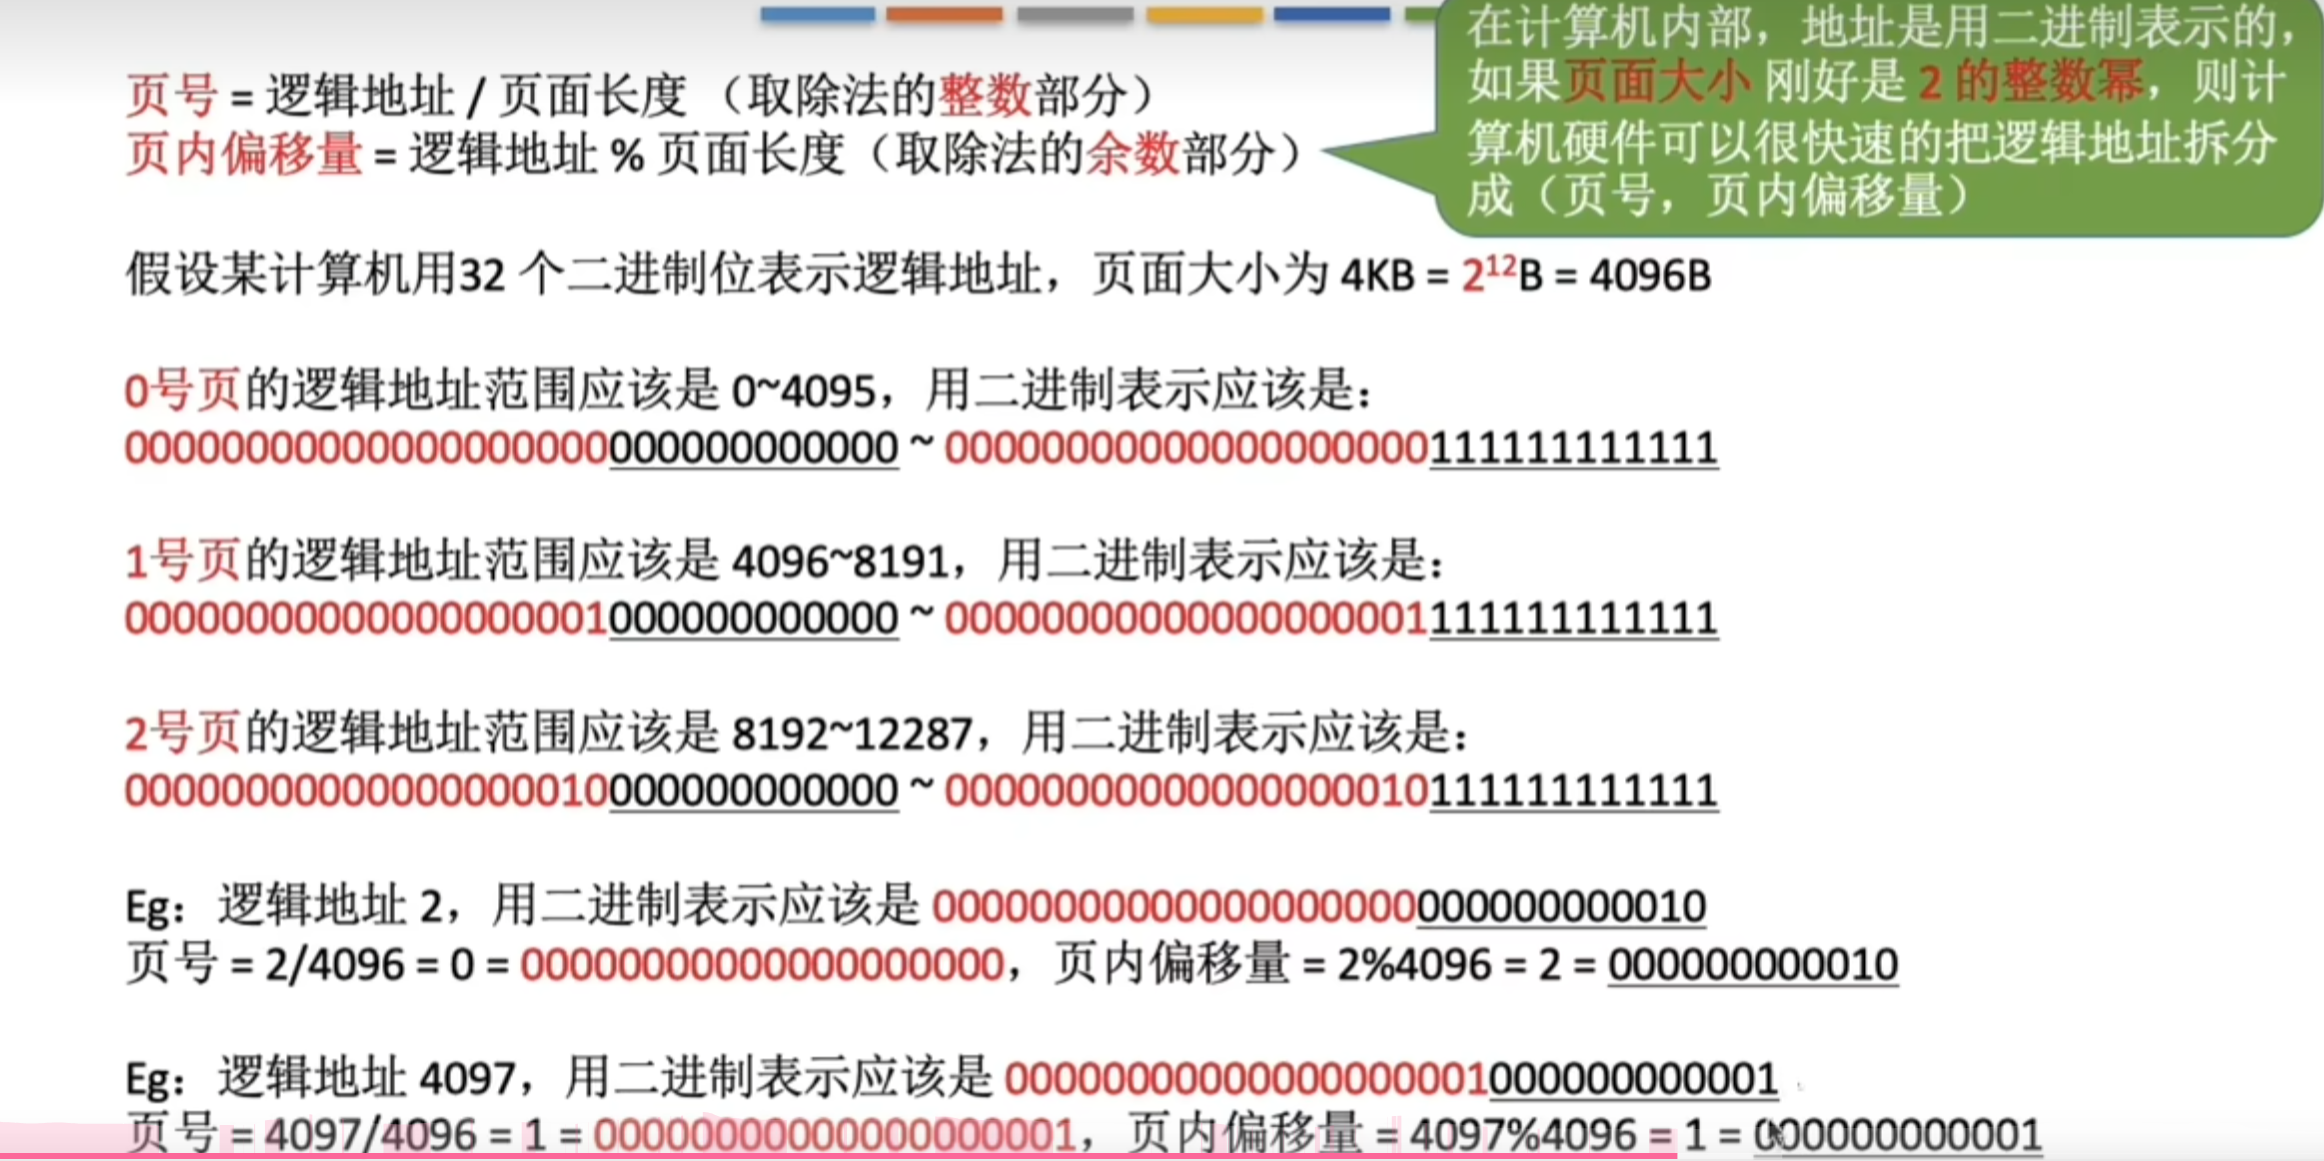 在计算机内部，地址是用二进制表示的，
如果页面大小 刚好是 2 的整数幂，则计
算机硬件可以很快速的把逻辑地址拆分
成（页号，页内偏移量）
页号 = 逻辑地址 / 页面长度 （取除法的整数部分）
页内偏移量 = 逻辑地址 % 页面长度（取除法的余数部分）
假设某计算机用32 个二进制位表示逻辑地址，页面大小为 4KB = 2¹²B = 4096B
0号页的逻辑地址范围应该是 0~4095，用二进制表示应该是：
00000000000000000000000000000000 ~ 00000000000000000000111111111111
1号页的逻辑地址范围应该是 4096~8191，用二进制表示应该是：
00000000000000000001000000000000 ~ 00000000000000000001111111111111
2号页的逻辑地址范围应该是 8192~12287，用二进制表示应该是：
00000000000000000010000000000000 ~ 00000000000000000010111111111111
Eg：逻辑地址 2，用二进制表示应该是 00000000000000000000000000000010
页号 = 2/4096 = 0 = 00000000000000000000，页内偏移量 = 2%4096 = 2 = 000000000010
Eg：逻辑地址 4097，用二进制表示应该是 00000000000000000001000000000001
页号 = 4097/4096 = 1 = 00000000000000000001，页内偏移量 = 4097%4096 = 1 = 000000000001